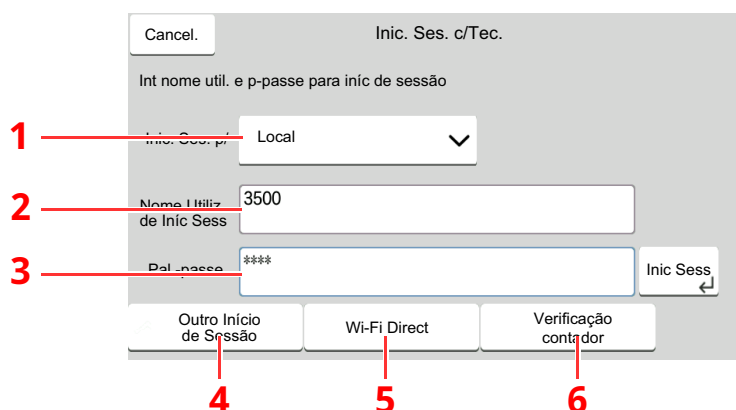 Cancel.
Inic. Ses. c/Tec.
Int nome util. e p-passe para iníc de sessão
1
Inic. Ses. p/
Local
2
Nome Utiliz.
de Iníc Sess
3500
3
Pal.-passe
****
Inic Sess
Outro Início
de Sessão
Wi-Fi Direct
Verificação
contador
4
5
6